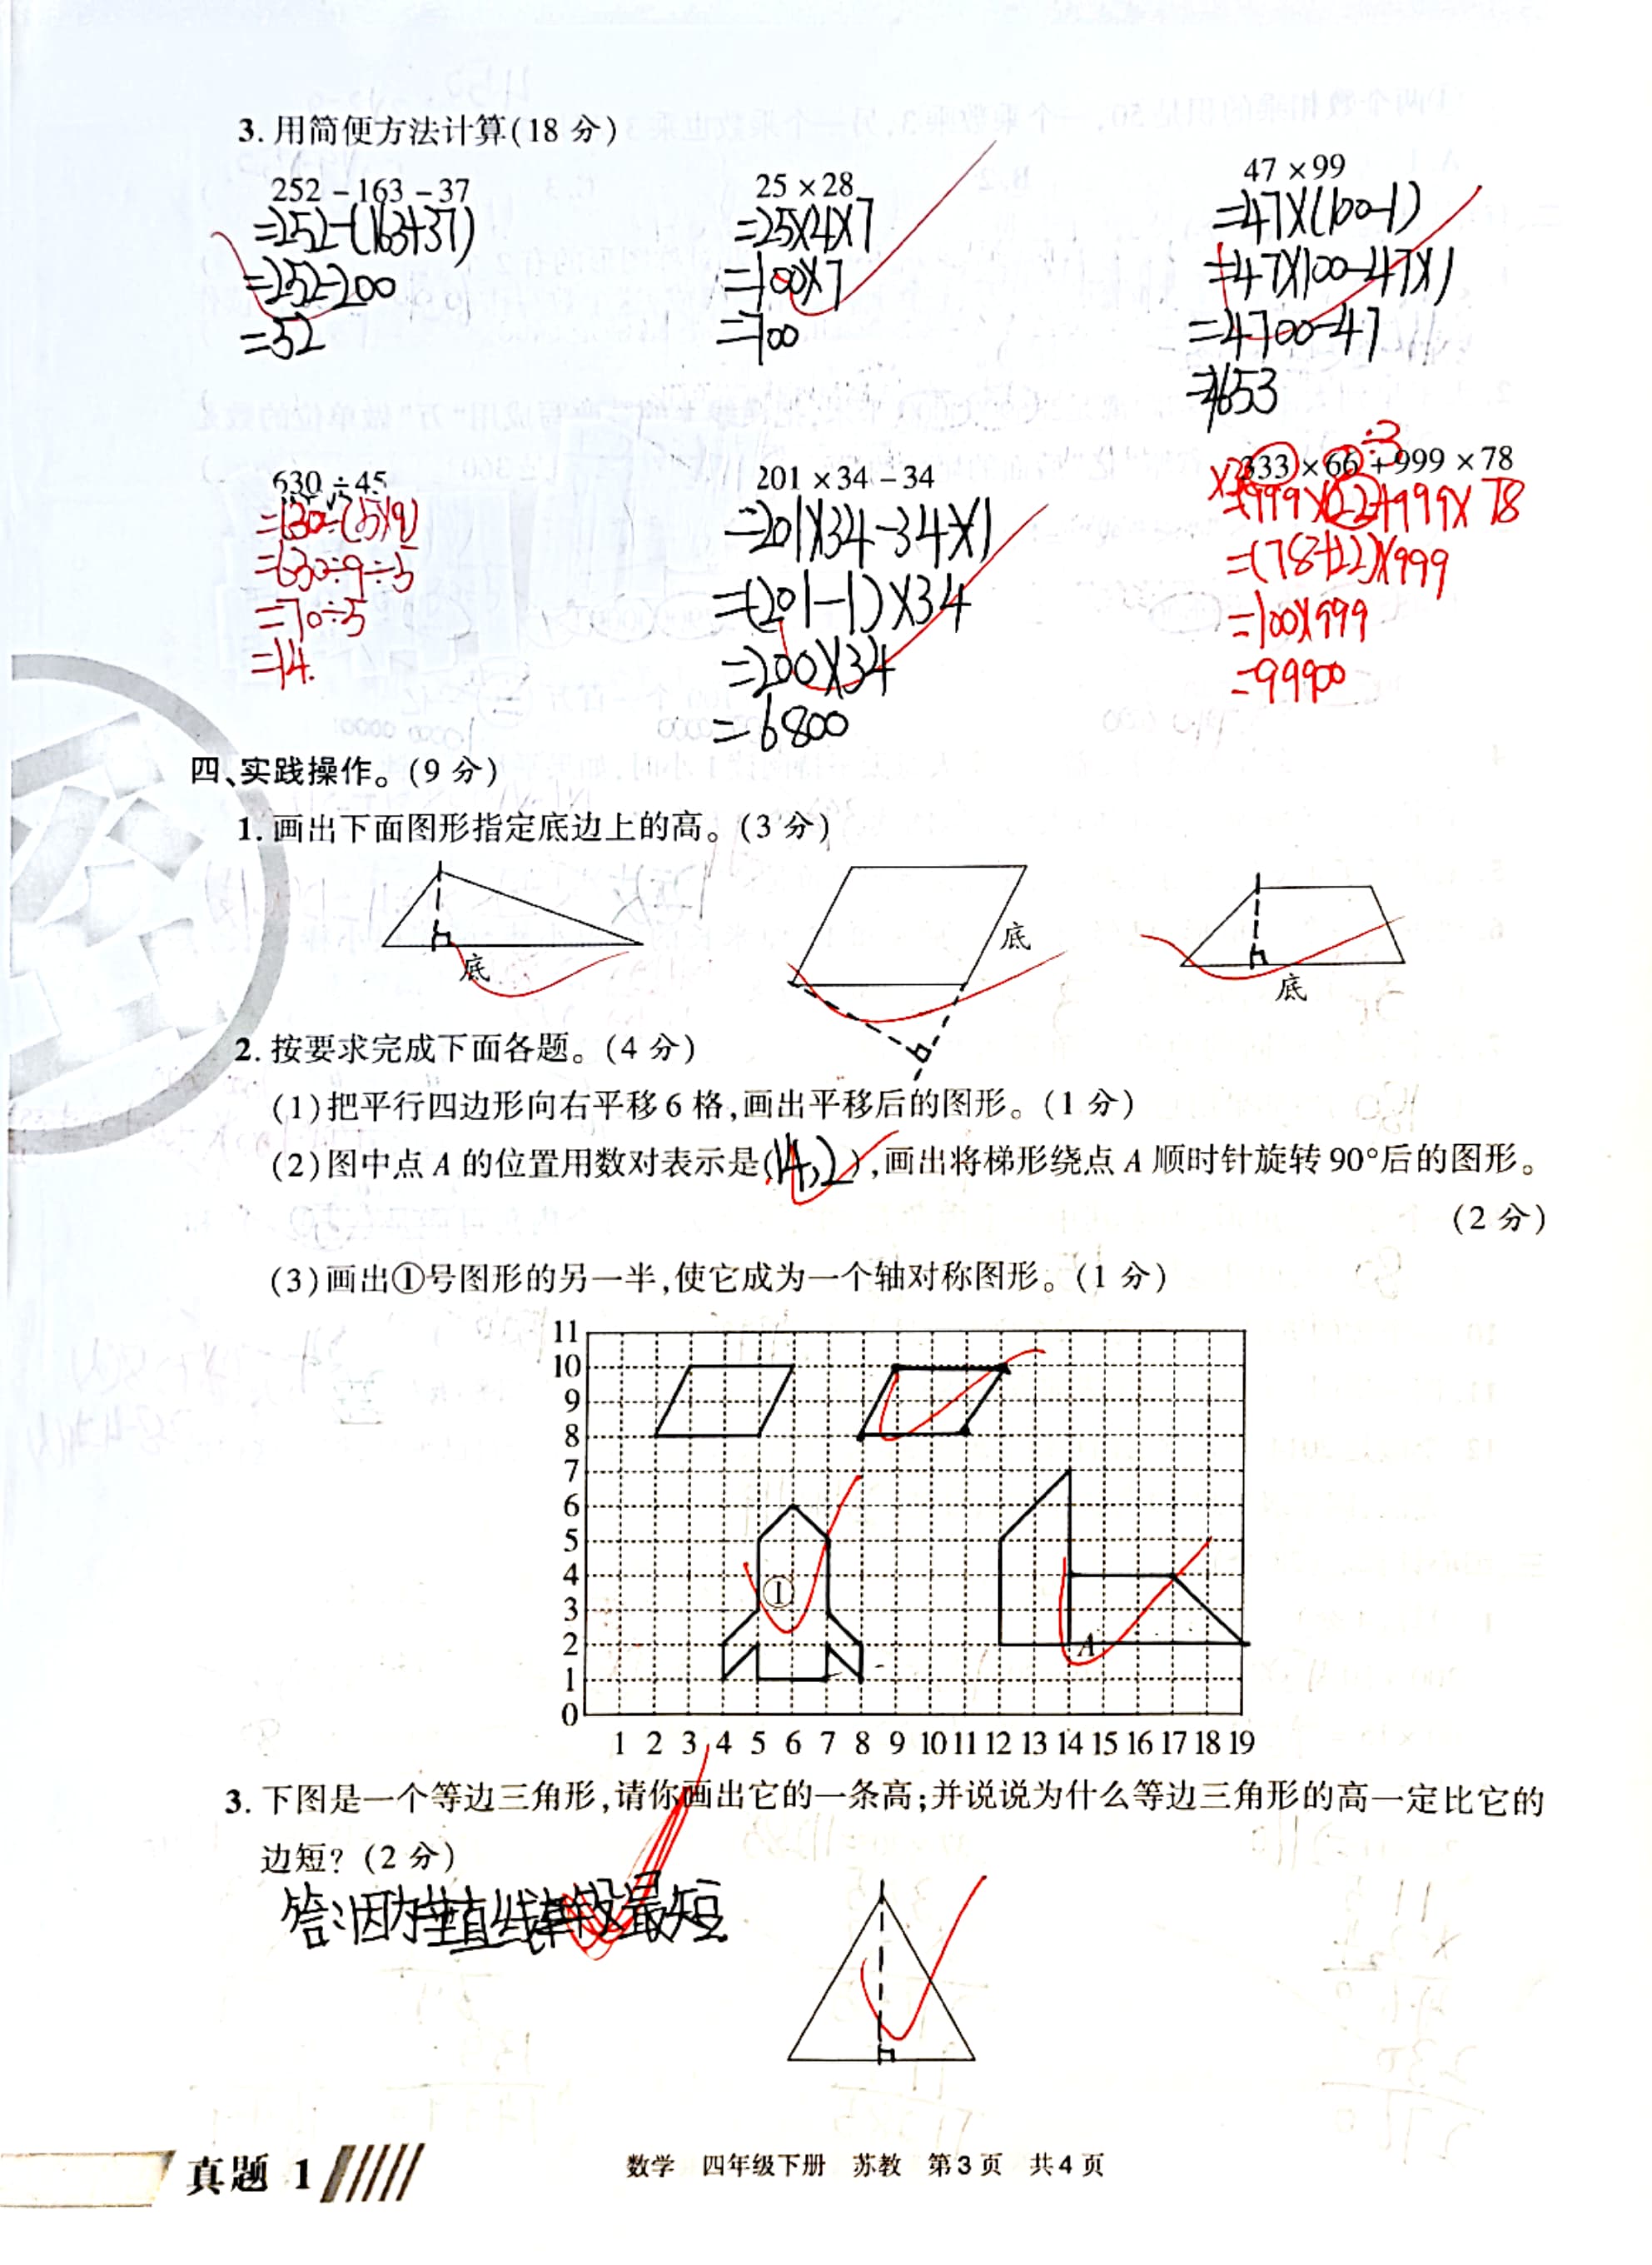 3. 用简便方法计算(18 分)
252 − 163 − 37
=252-(163+37)
=252-200
=52
25 × 28
=25×4×7
=100×7
=700
47 × 99
=47×(100-1)
=47×100-47×1
=4700-47
=4653
630 ÷ 45
=630÷(5×9)
=630÷9÷5
=70÷5
=14.
201 × 34 − 34
=201×34-34×1
=(201-1)×34
=200×34
=6800
×3 ÷3
333 × 66 + 999 × 78
=999×22+999×78
=(78+22)×999
=100×999
=99900
四、实践操作。(9 分)
1. 画出下面图形指定底边上的高。(3 分)
底
底
底
2. 按要求完成下面各题。(4 分)
(1)把平行四边形向右平移 6 格,画出平移后的图形。(1 分)
(2)图中点 A 的位置用数对表示是(14,2),画出将梯形绕点 A 顺时针旋转 90°后的图形。
(2 分)
(3)画出①号图形的另一半,使它成为一个轴对称图形。(1 分)
11
10
9
8
7
6
5
4
3
2
1
0
①
A
1 2 3 4 5 6 7 8 9 10 11 12 13 14 15 16 17 18 19
3. 下图是一个等边三角形,请你画出它的一条高;并说说为什么等边三角形的高一定比它的
边短? (2 分)
答:因为垂直线段最短
真题 1
数学 四年级下册 苏教 第 3 页 共 4 页